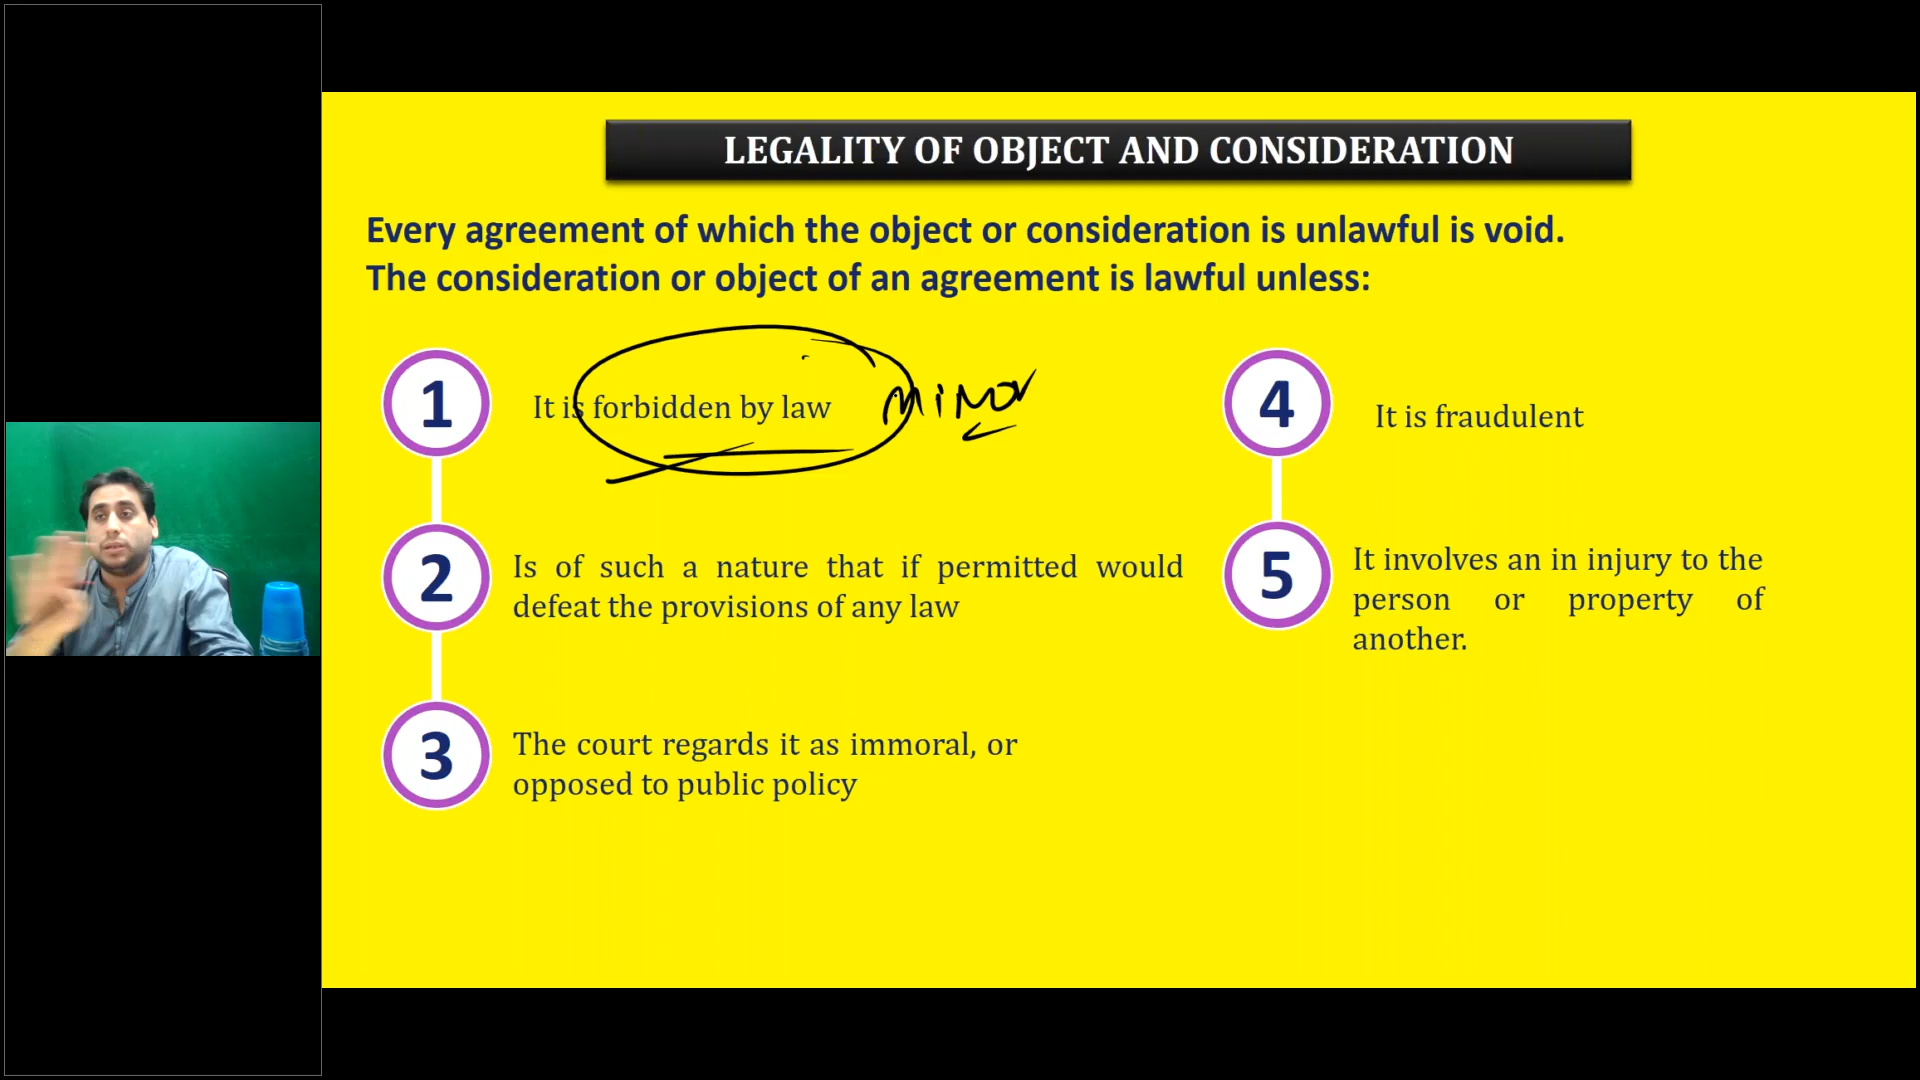 LEGALITY OF OBJECT AND CONSIDERATION
Every agreement of which the object or consideration is unlawful is void.
The consideration or object of an agreement is lawful unless:
1
It is forbidden by law
minor
2
Is of such a nature that if permitted would
defeat the provisions of any law
3
The court regards it as immoral, or
opposed to public policy
4
It is fraudulent
5
It involves an in injury to the
person or property of
another.